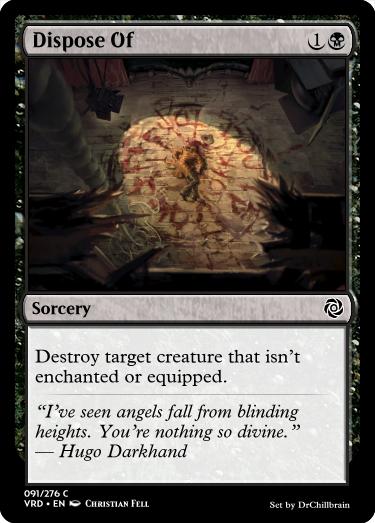 Dispose Of 1
Sorcery
Destroy target creature that isn't
enchanted or equipped.
“I've seen angels fall from blinding
heights. You're nothing so divine.”
— Hugo Darkhand
091/276 C
VRD • EN Christian Fell
Set by DrChillbrain